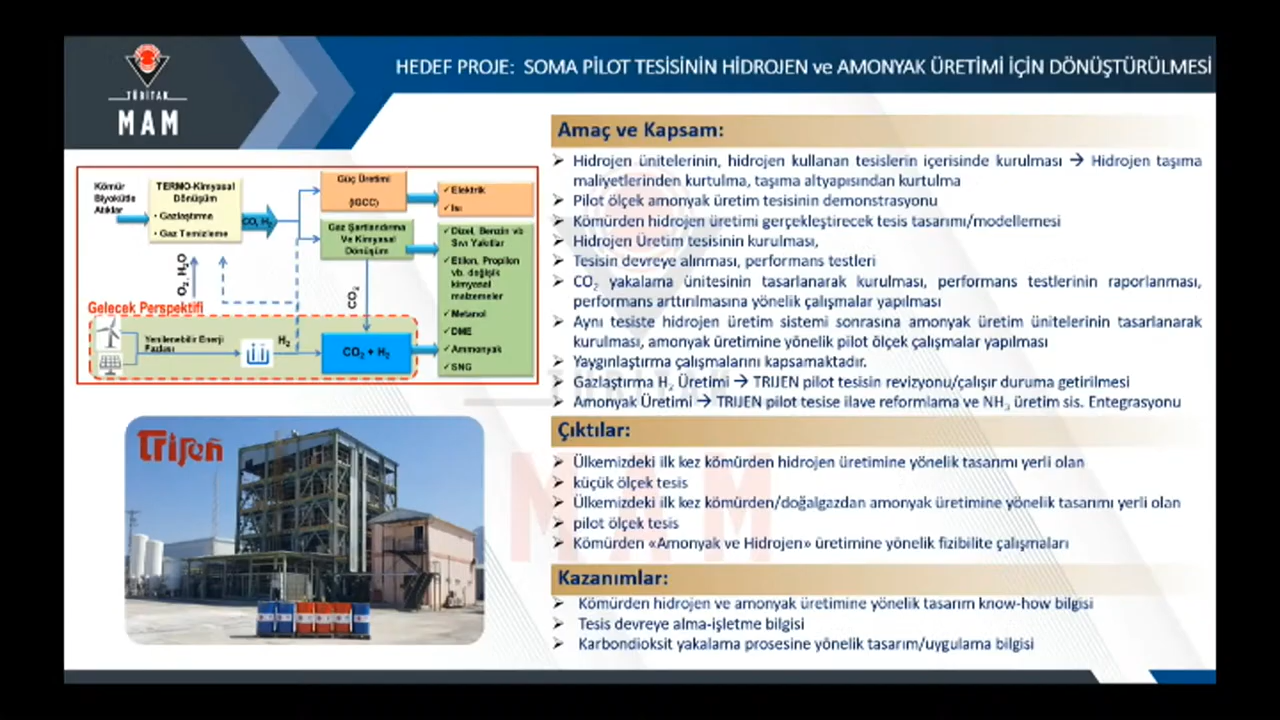 HEDEF PROJE: SOMA PİLOT TESİSİNİN HİDROJEN ve AMONYAK ÜRETİMİ İÇİN DÖNÜŞTÜRÜLMESİ
TÜBİTAK
MAM
Kömür
Biyokütle
Atıklar
TERMO-Kimyasal
Dönüşüm
• Gazlaştırma
• Gaz Temizleme
CO, H₂
Güç Üretimi
(IGCC)
✓ Elektrik
✓ Isı
Gaz Şartlandırma
Ve Kimyasal
Dönüşüm
✓ Dizel, Benzin vb
Sıvı Yakıtlar
✓ Etilen, Propilen
vb. değişik
kimyasal
malzemeler
✓ Metanol
✓ DME
✓ Ammonyak
✓ SNG
O₂, H₂O
CO₂
Gelecek Perspektifi
Yenilenebilir Enerji
Fazlası
H₂
CO₂ + H₂
Trijen
Amaç ve Kapsam:
➢ Hidrojen ünitelerinin, hidrojen kullanan tesislerin içerisinde kurulması → Hidrojen taşıma
maliyetlerinden kurtulma, taşıma altyapısından kurtulma
➢ Pilot ölçek amonyak üretim tesisinin demonstrasyonu
➢ Kömürden hidrojen üretimi gerçekleştirecek tesis tasarımı/modellemesi
➢ Hidrojen Üretim tesisinin kurulması,
➢ Tesisin devreye alınması, performans testleri
➢ CO₂ yakalama ünitesinin tasarlanarak kurulması, performans testlerinin raporlanması,
performans arttırılmasına yönelik çalışmalar yapılması
➢ Aynı tesiste hidrojen üretim sistemi sonrasına amonyak üretim ünitelerinin tasarlanarak
kurulması, amonyak üretimine yönelik pilot ölçek çalışmalar yapılması
➢ Yaygınlaştırma çalışmalarını kapsamaktadır.
➢ Gazlaştırma H₂ Üretimi → TRIJEN pilot tesisin revizyonu/çalışır duruma getirilmesi
➢ Amonyak Üretimi → TRIJEN pilot tesise ilave reformlama ve NH₃ üretim sis. Entegrasyonu
Çıktılar:
➢ Ülkemizdeki ilk kez kömürden hidrojen üretimine yönelik tasarımı yerli olan
➢ küçük ölçek tesis
➢ Ülkemizdeki ilk kez kömürden/doğalgazdan amonyak üretimine yönelik tasarımı yerli olan
➢ pilot ölçek tesis
➢ Kömürden «Amonyak ve Hidrojen» üretimine yönelik fizibilite çalışmaları
Kazanımlar:
➢ Kömürden hidrojen ve amonyak üretimine yönelik tasarım know-how bilgisi
➢ Tesis devreye alma-işletme bilgisi
➢ Karbondioksit yakalama prosesine yönelik tasarım/uygulama bilgisi